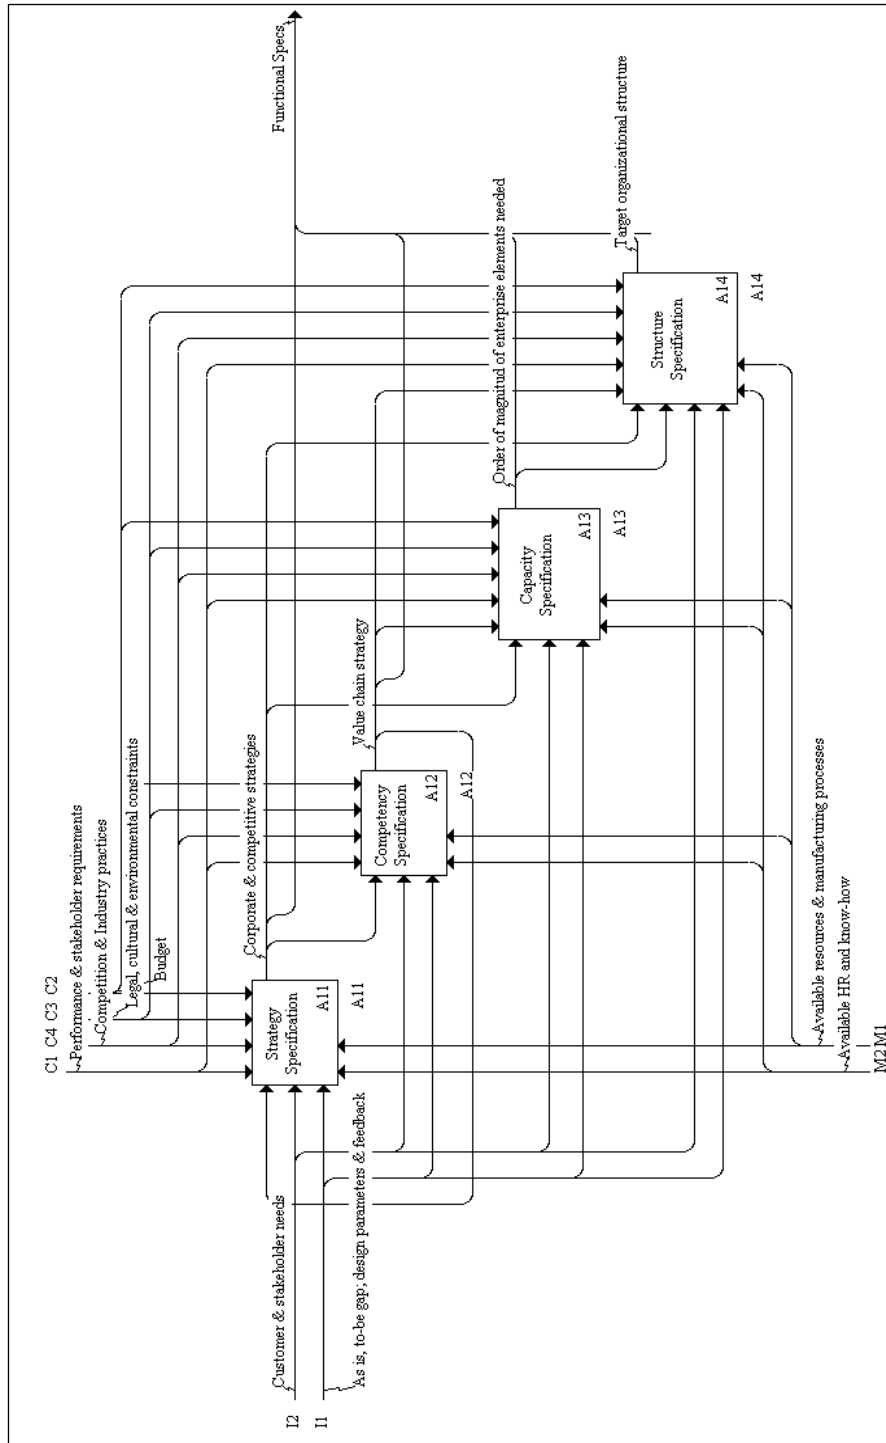 C1 C4 C3 C2
Performance & stakeholder requirements
Competition & Industry practices
Legal, cultural & environmental constraints
Budget
Functional Specs
Customer & stakeholder needs
I2
I1
As is, to-be gap; design parameters & feedback
Strategy
Specification
A11
A11
Corporate & competitive strategies
Competency
Specification
A12
A12
Value chain strategy
Capacity
Specification
A13
A13
Order of magnitud of enterprise elements needed
Structure
Specification
A14
A14
Target organizational structure
Available resources & manufacturing processes
Available HR and know-how
M2 M1